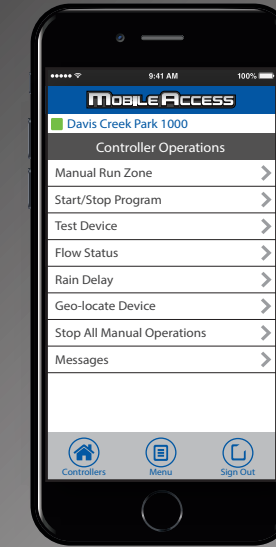 9:41 AM 100%
MOBILE ACCESS
Davis Creek Park 1000
Controller Operations
Manual Run Zone
Start/Stop Program
Test Device
Flow Status
Rain Delay
Geo-locate Device
Stop All Manual Operations
Messages
Controllers Menu Sign Out